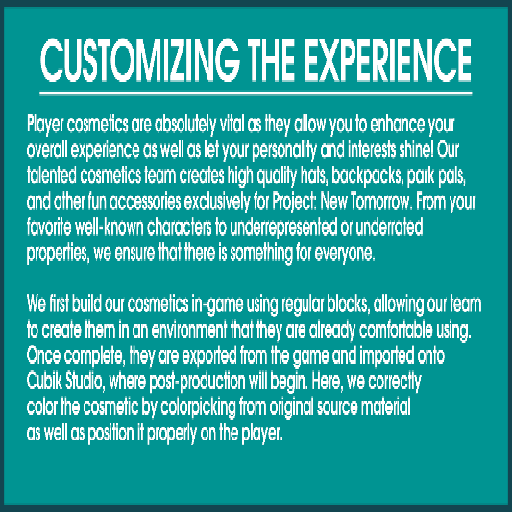 CUSTOMIZING THE EXPERIENCE
Player cosmetics are absolutely vital as they allow you to enhance your
overall experience as well as let your personality and interests shine! Our
talented cosmetics team creates high quality hats, backpacks, park pals,
and other fun accessories exclusively for Project: New Tomorrow. From your
favorite well-known characters to underrepresented or underrated
properties, we ensure that there is something for everyone.
We first build our cosmetics in-game using regular blocks, allowing our team
to create them in an environment that they are already comfortable using.
Once complete, they are exported from the game and imported onto
Cubik Studio, where post-production will begin. Here, we correctly
color the cosmetic by colorpicking from original source material
as well as position it properly on the player.